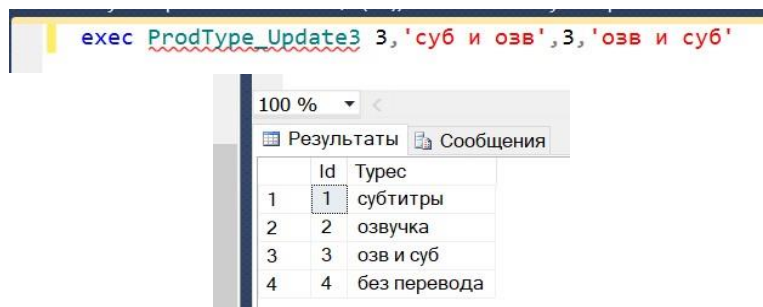 exec ProdType_Update3 3,'суб и озв',3,'озв и суб'
100 %
Результаты Сообщения
Id Typec
1 1 субтитры
2 2 озвучка
3 3 озв и суб
4 4 без перевода